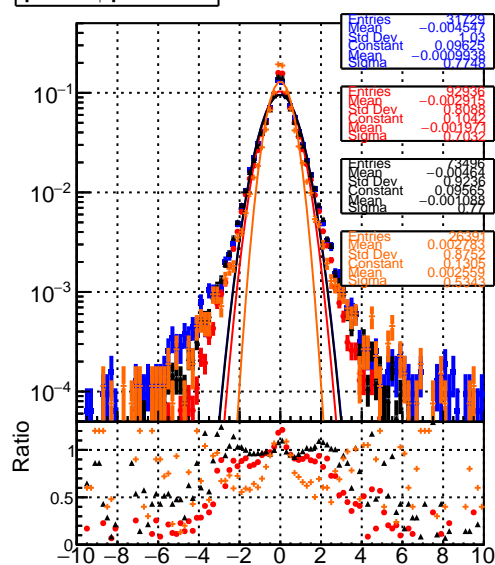 Entries 31729
Mean −0.004547
Std Dev 1.03
Constant 0.09625
Mean −0.0009938
Sigma 0.7748
Entries 92936
Mean −0.002915
Std Dev 0.8088
Constant 0.1042
Mean −0.001971
Sigma 0.7032
Entries 73496
Mean −0.00464
Std Dev 0.9236
Constant 0.09565
Mean −0.001088
Sigma 0.77
Entries 26391
Mean 0.002783
Std Dev 0.8752
Constant 0.1305
Mean 0.002559
Sigma 0.5343
10⁻¹
10⁻²
10⁻³
10⁻⁴
Ratio
1
0.5
0
−10 −8 −6 −4 −2 0 2 4 6 8 10